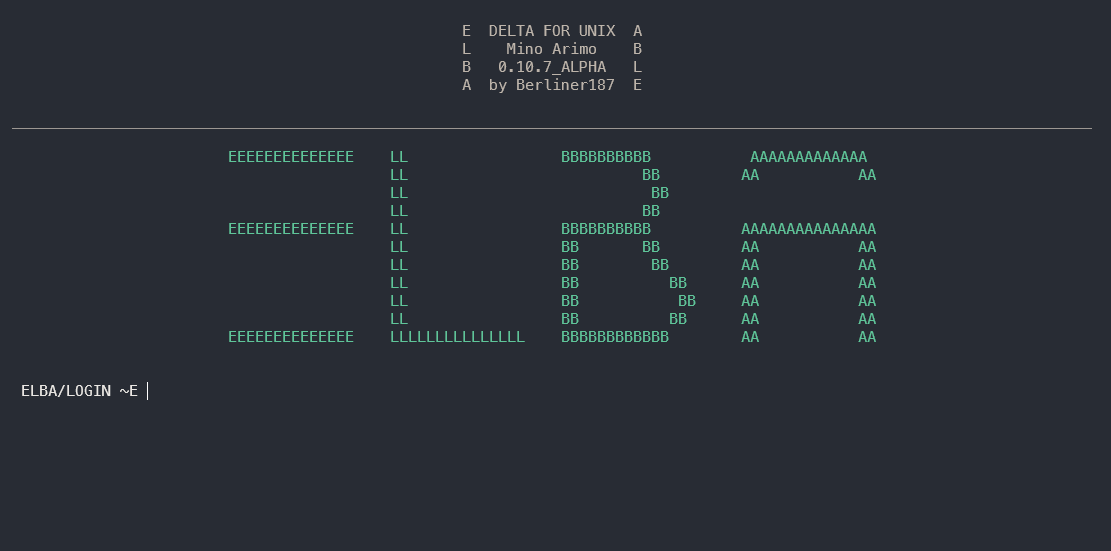 E  DELTA FOR UNIX  A
L    Mino Arimo    B
B   0.10.7_ALPHA   L
A  by Berliner187  E
EEEEEEEEEEEEEE    LL                 BBBBBBBBBB           AAAAAAAAAAAAA
                  LL                          BB         AA           AA
                  LL                           BB
                  LL                          BB
EEEEEEEEEEEEEE    LL                 BBBBBBBBBB          AAAAAAAAAAAAAAA
                  LL                 BB       BB         AA           AA
                  LL                 BB        BB        AA           AA
                  LL                 BB          BB      AA           AA
                  LL                 BB           BB     AA           AA
                  LL                 BB          BB      AA           AA
EEEEEEEEEEEEEE    LLLLLLLLLLLLLLL    BBBBBBBBBBBB        AA           AA
ELBA/LOGIN ~E